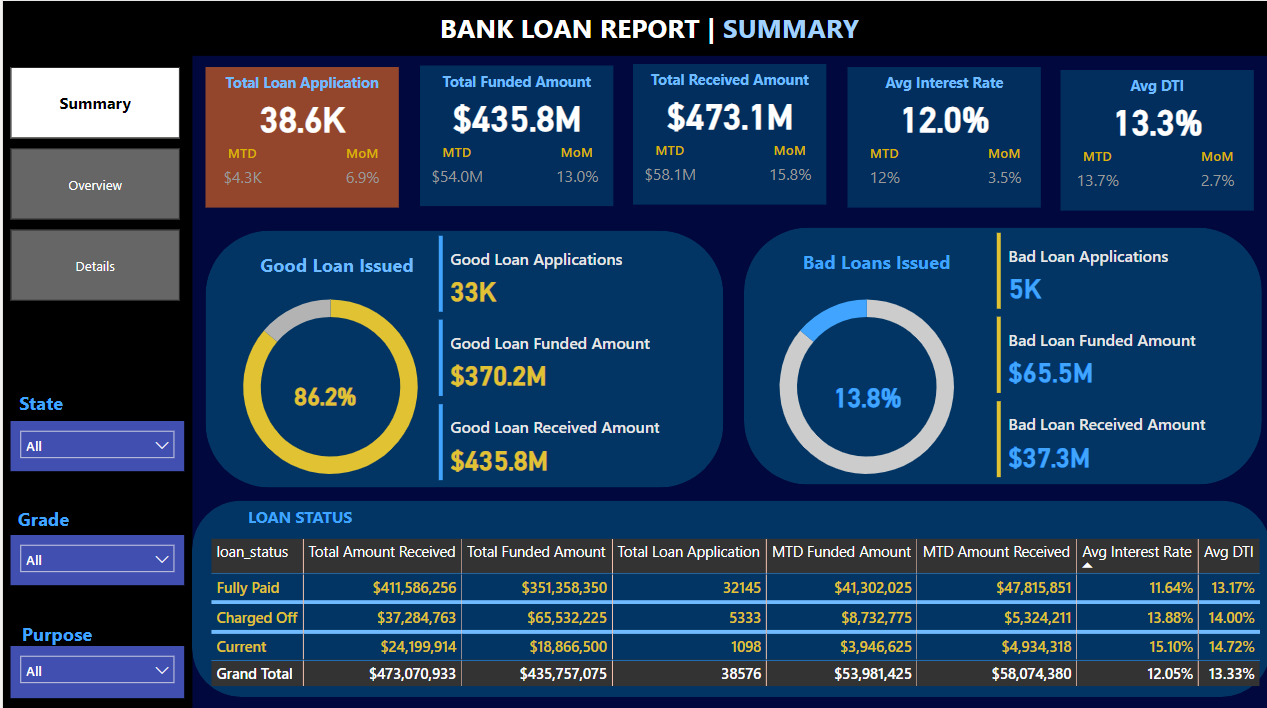 BANK LOAN REPORT | SUMMARY
Summary
Overview
Details
State
All
Grade
All
Purpose
All
Total Loan Application
38.6K
MTD MoM
$4.3K 6.9%
Total Funded Amount
$435.8M
MTD MoM
$54.0M 13.0%
Total Received Amount
$473.1M
MTD MoM
$58.1M 15.8%
Avg Interest Rate
12.0%
MTD MoM
12% 3.5%
Avg DTI
13.3%
MTD MoM
13.7% 2.7%
Good Loan Issued
86.2%
Good Loan Applications
33K
Good Loan Funded Amount
$370.2M
Good Loan Received Amount
$435.8M
Bad Loans Issued
13.8%
Bad Loan Applications
5K
Bad Loan Funded Amount
$65.5M
Bad Loan Received Amount
$37.3M
LOAN STATUS
loan_status Total Amount Received Total Funded Amount Total Loan Application MTD Funded Amount MTD Amount Received Avg Interest Rate Avg DTI
Fully Paid $411,586,256 $351,358,350 32145 $41,302,025 $47,815,851 11.64% 13.17%
Charged Off $37,284,763 $65,532,225 5333 $8,732,775 $5,324,211 13.88% 14.00%
Current $24,199,914 $18,866,500 1098 $3,946,625 $4,934,318 15.10% 14.72%
Grand Total $473,070,933 $435,757,075 38576 $53,981,425 $58,074,380 12.05% 13.33%